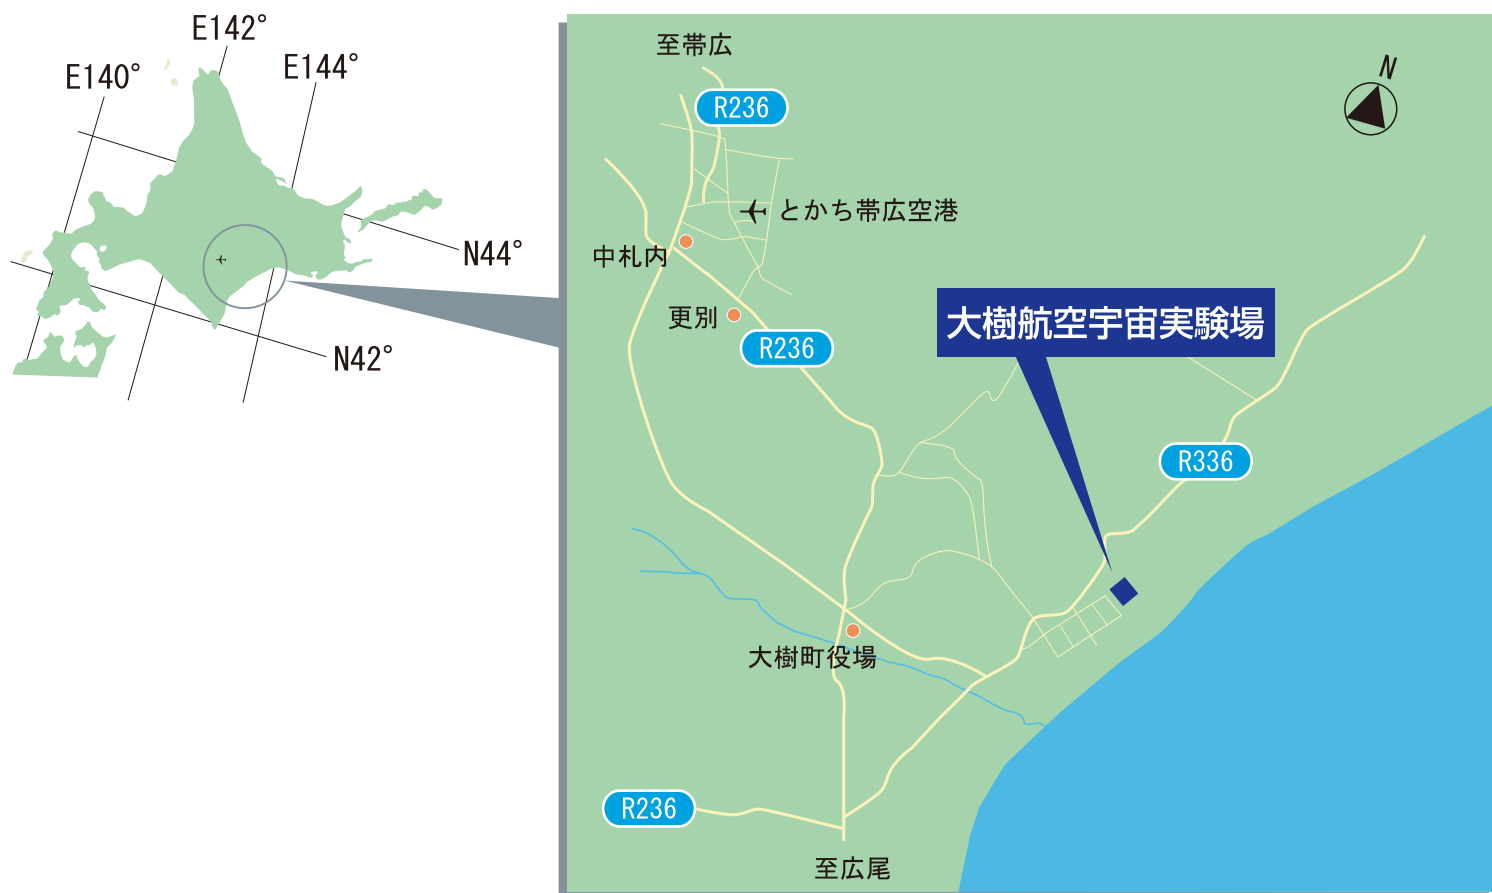 E142°
E144°
E140°
N44°
N42°
至帯広
N
R236
とかち帯広空港
中札内
更別
R236
大樹航空宇宙実験場
R336
大樹町役場
R236
至広尾